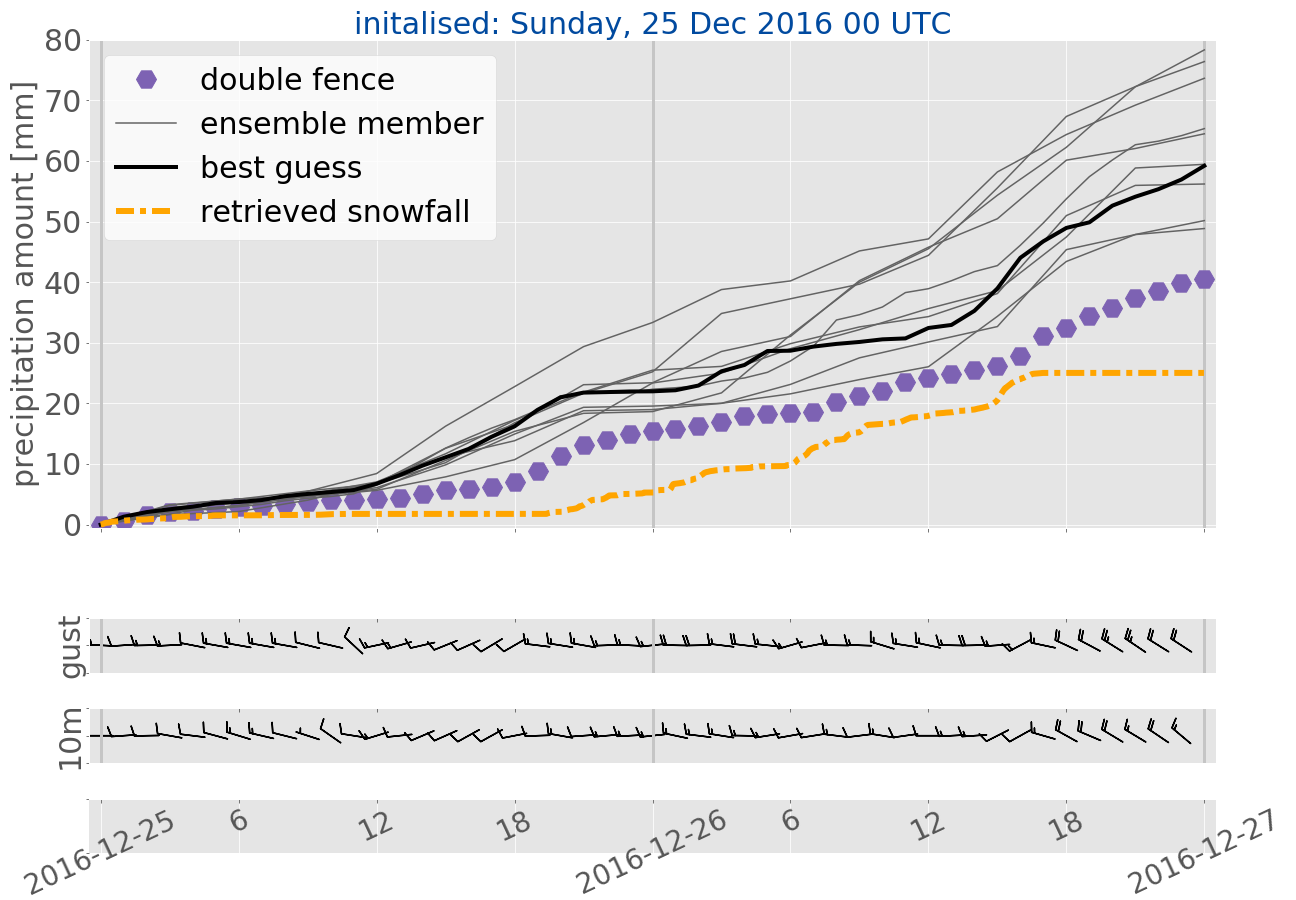 initalised: Sunday, 25 Dec 2016 00 UTC
precipitation amount [mm]
80
70
60
50
40
30
20
10
0
double fence
ensemble member
best guess
retrieved snowfall
gust
10m
2016-12-25
6
12
18
2016-12-26
6
12
18
2016-12-27